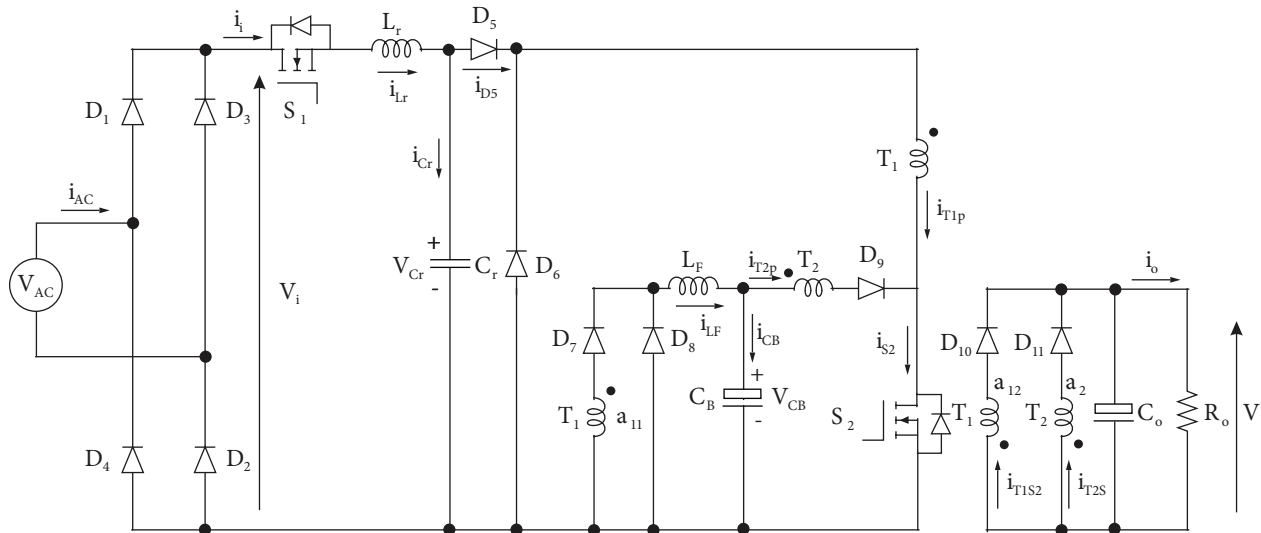 i_i
L_r
D_5
i_Lr
i_D5
S_1
D_1
D_3
i_Cr
T_1
i_AC
i_T1p
V_AC
V_i
+
V_Cr
C_r
-
D_6
L_F
i_T2p
T_2
D_9
i_o
i_LF
D_7
D_8
i_CB
i_S2
D_10
D_11
+
C_B
V_CB
-
T_1
a_11
S_2
T_1
a_12
T_2
a_2
C_o
R_o
V
D_4
D_2
i_T1S2
i_T2S